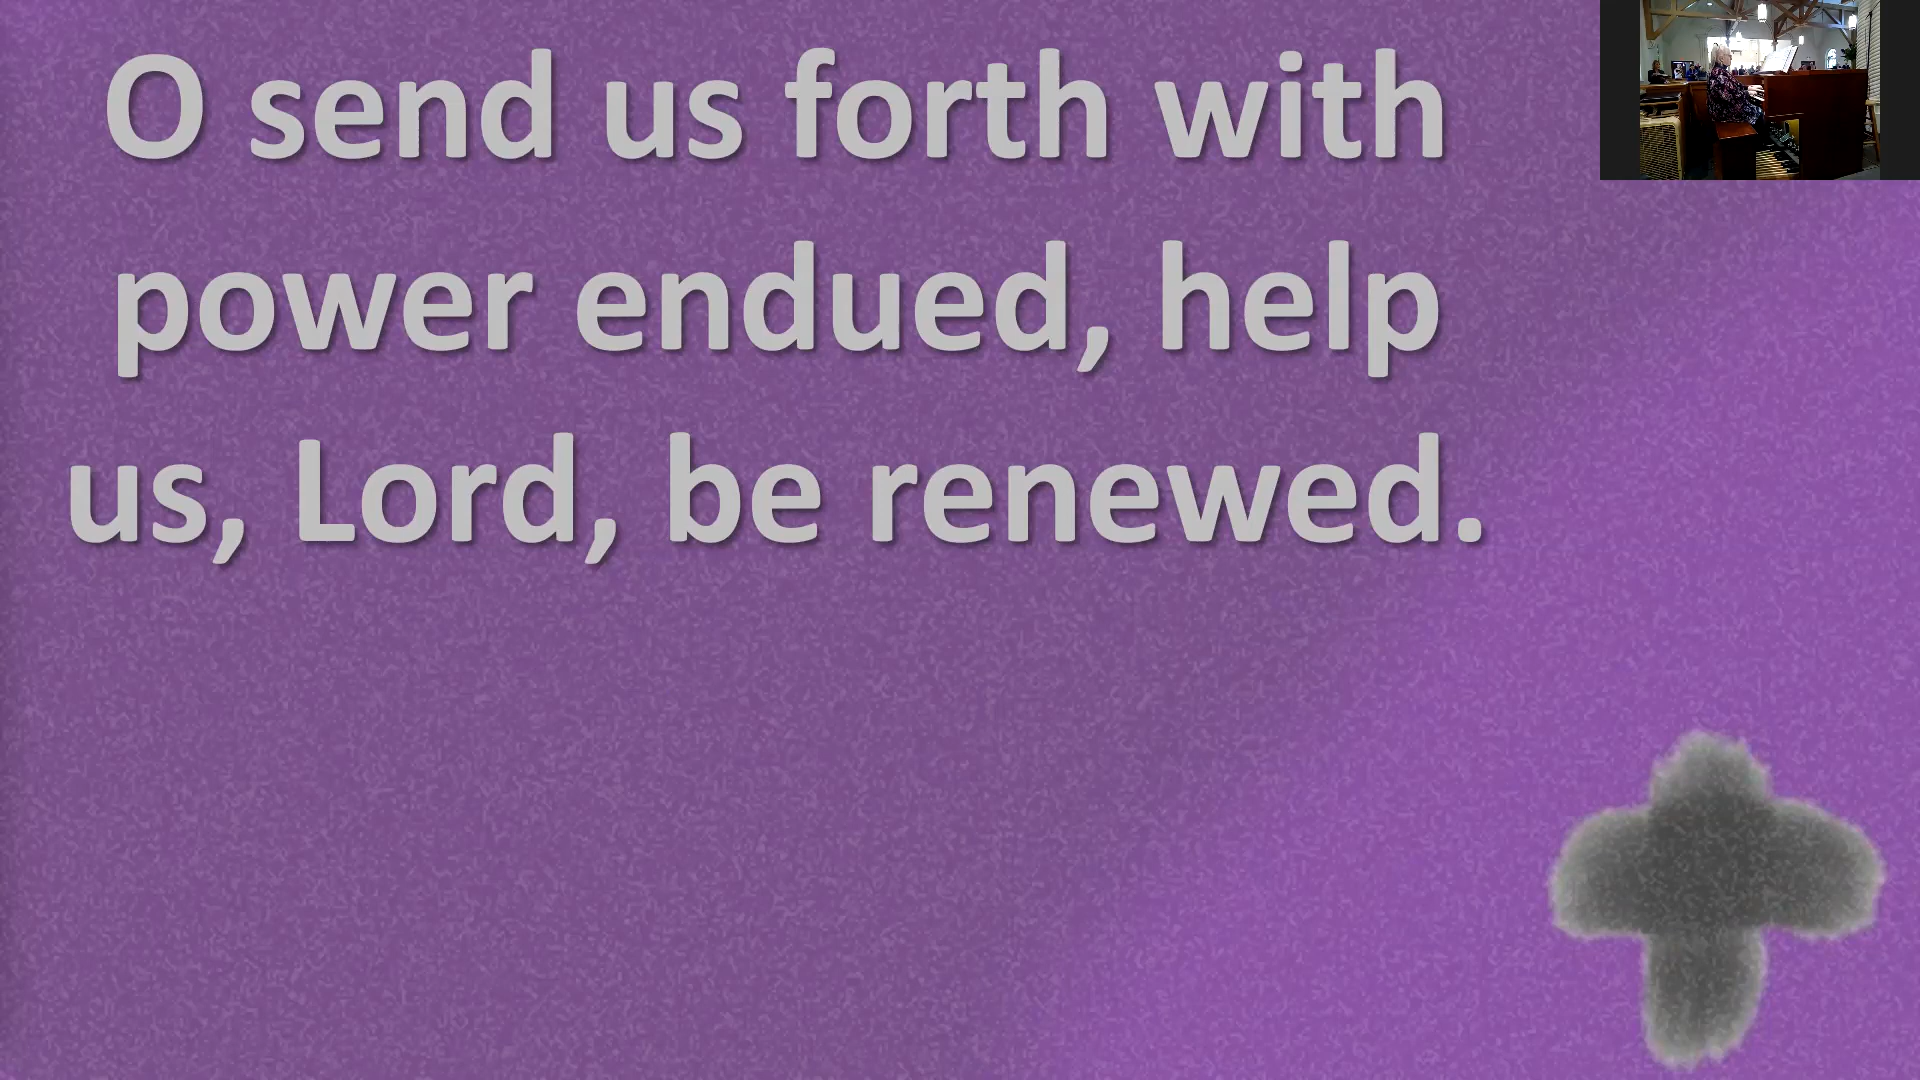 O send us forth with
power endued, help
us, Lord, be renewed.